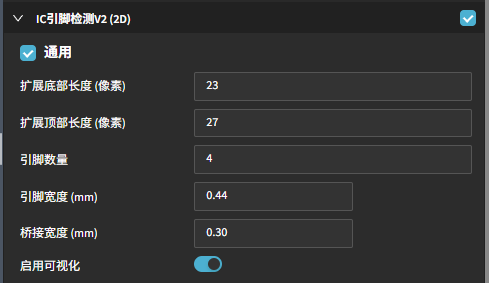 IC引脚检测V2 (2D)
通用
扩展底部长度 (像素) 23
扩展顶部长度 (像素) 27
引脚数量 4
引脚宽度 (mm) 0.44
桥接宽度 (mm) 0.30
启用可视化